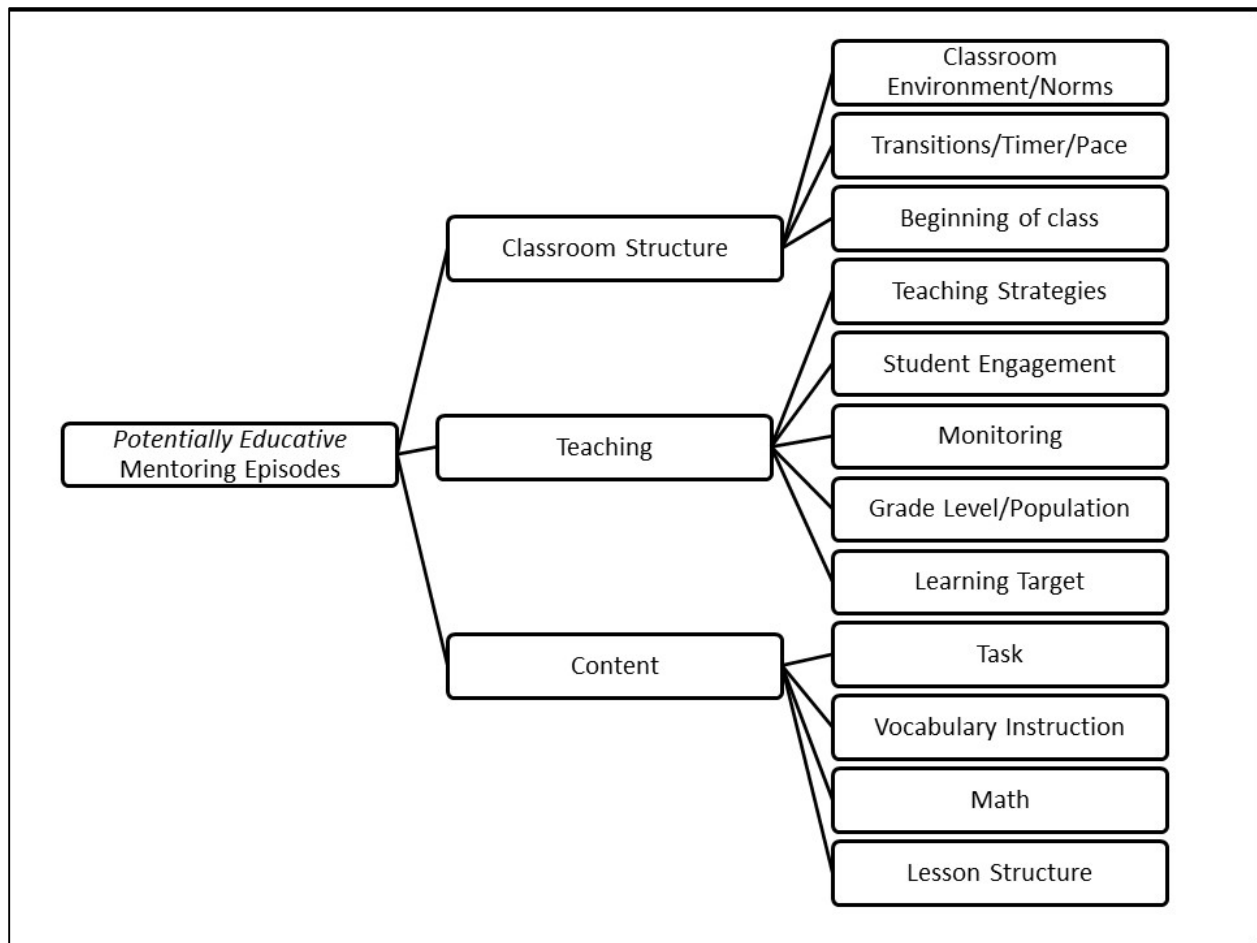 Potentially Educative
Mentoring Episodes
Classroom Structure
Teaching
Content
Classroom
Environment/Norms
Transitions/Timer/Pace
Beginning of class
Teaching Strategies
Student Engagement
Monitoring
Grade Level/Population
Learning Target
Task
Vocabulary Instruction
Math
Lesson Structure